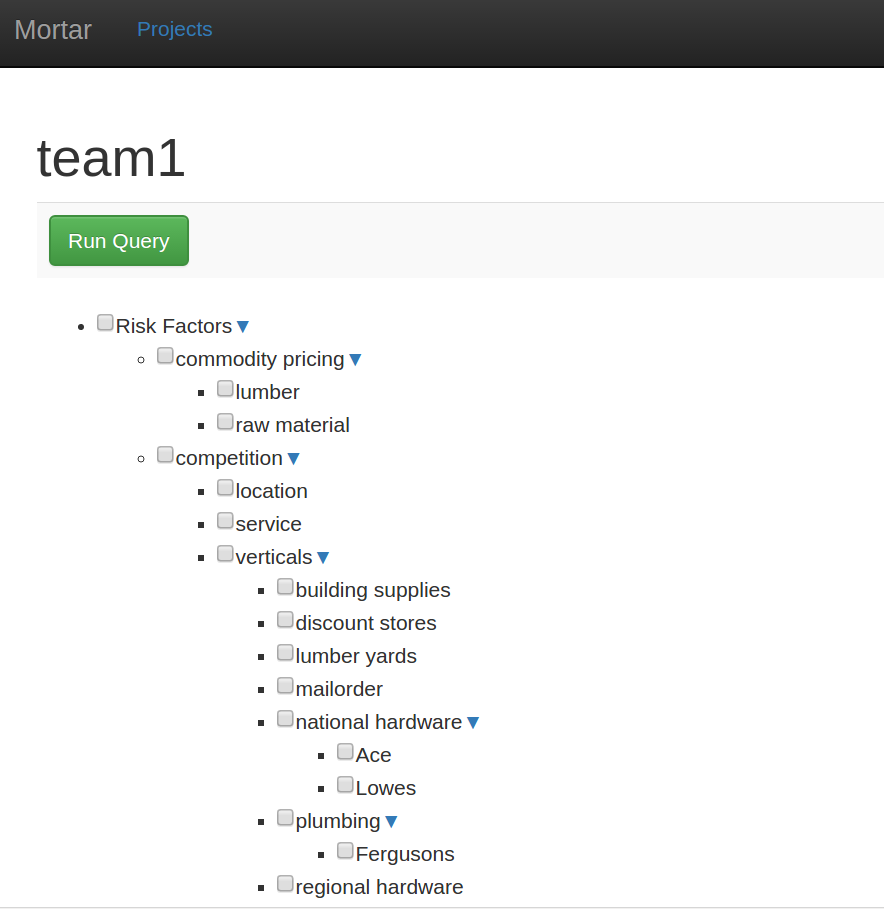 Mortar Projects
team1
Run Query
Risk Factors ▼
commodity pricing ▼
lumber
raw material
competition ▼
location
service
verticals ▼
building supplies
discount stores
lumber yards
mailorder
national hardware ▼
Ace
Lowes
plumbing ▼
Fergusons
regional hardware